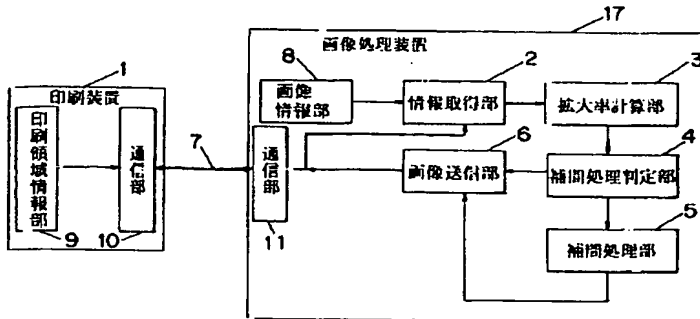 17
画像処理装置
1
印刷装置
印刷領域情報部
9
通信部
10
7
8
画像情報部
2
情報取得部
3
拡大率計算部
通信部
11
6
画像送信部
4
補間処理判定部
5
補間処理部